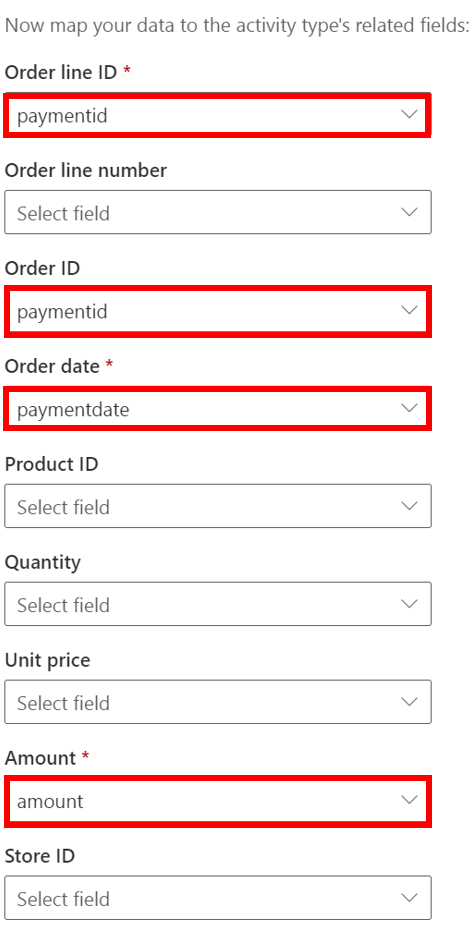 Now map your data to the activity type's related fields:
Order line ID *
paymentid
Order line number
Select field
Order ID
paymentid
Order date *
paymentdate
Product ID
Select field
Quantity
Select field
Unit price
Select field
Amount *
amount
Store ID
Select field